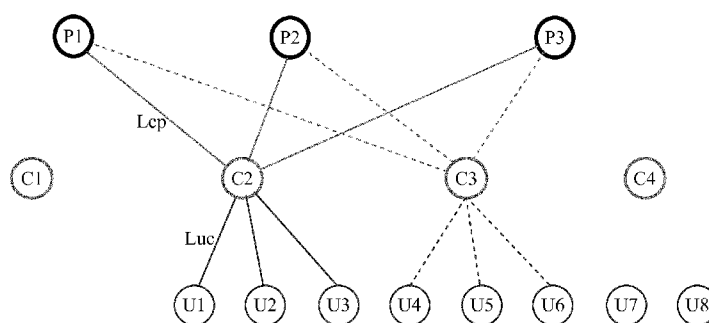 P1 P2 P3
Lcp
C1 C2 C3 C4
Luc
U1 U2 U3 U4 U5 U6 U7 U8